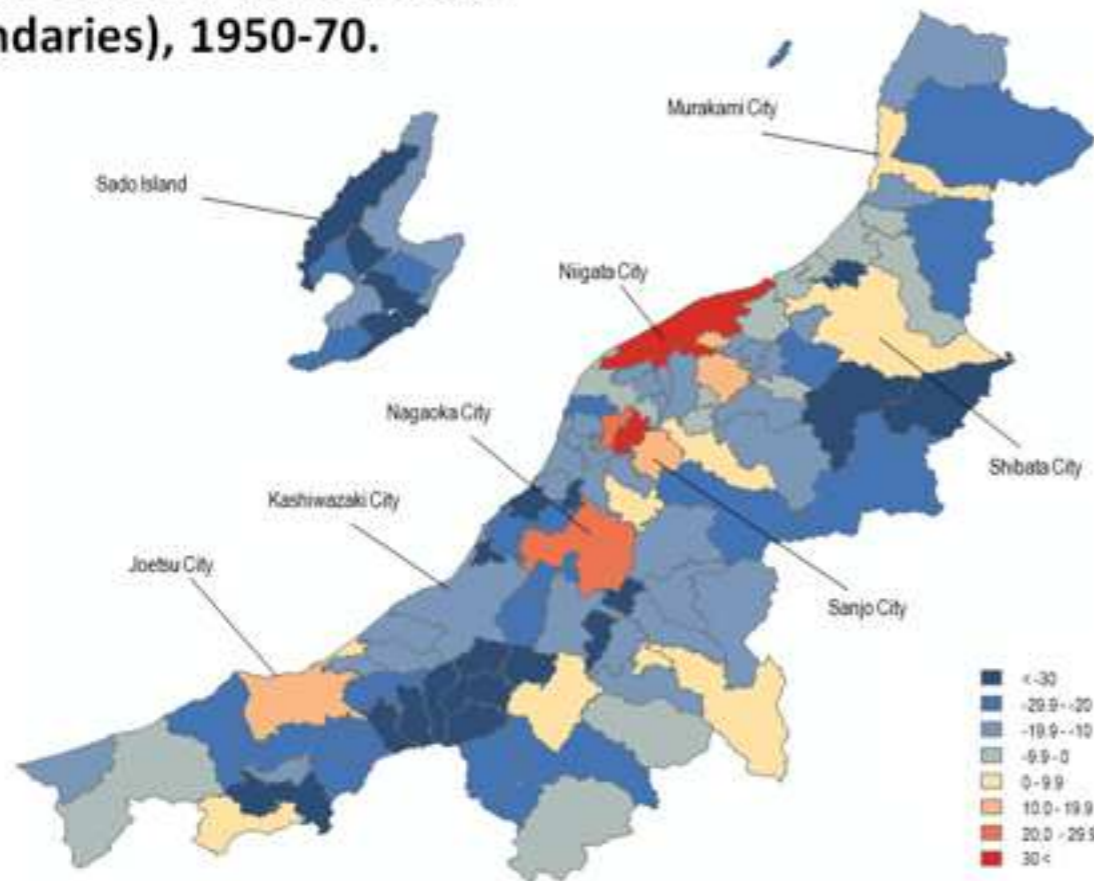 ndaries), 1950-70.
Murakami City
Sado Island
Niigata City
Nagaoka City
Shibata City
Kashiwazaki City
Joetsu City
Sanjo City
< -30
-29.9 - -20
-19.9 - -10
-9.9 - 0
0 - 9.9
10.0 - 19.9
20.0 - 29.9
30 <